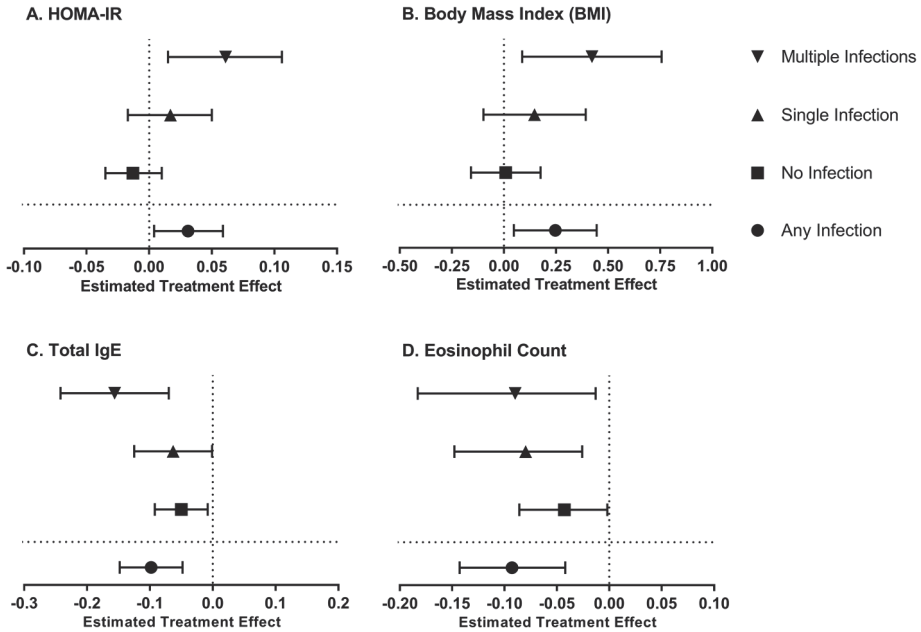 A. HOMA-IR
-0.10 -0.05 0.00 0.05 0.10 0.15
Estimated Treatment Effect
B. Body Mass Index (BMI)
-0.50 -0.25 0.00 0.25 0.50 0.75 1.00
Estimated Treatment Effect
Multiple Infections
Single Infection
No Infection
Any Infection
C. Total IgE
-0.3 -0.2 -0.1 0.0 0.1 0.2
Estimated Treatment Effect
D. Eosinophil Count
-0.20 -0.15 -0.10 -0.05 0.00 0.05 0.10
Estimated Treatment Effect